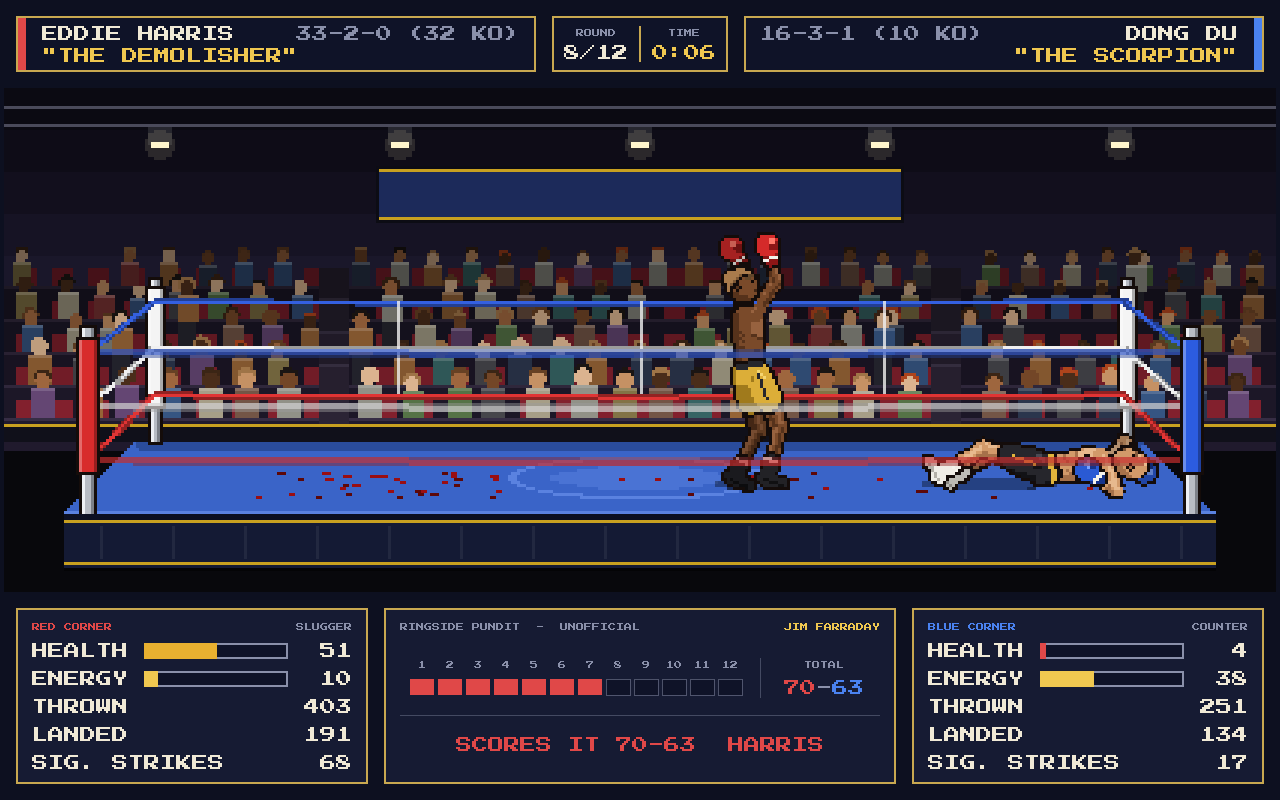 EDDIE HARRIS 33-2-0 (32 KO)
"THE DEMOLISHER"
ROUND TIME
8/12 0:06
16-3-1 (10 KO) DONG DU
"THE SCORPION"
RED CORNER SLUGGER
HEALTH 51
ENERGY 10
THROWN 403
LANDED 191
SIG. STRIKES 68
RINGSIDE PUNDIT - UNOFFICIAL JIM FARRADAY
1 2 3 4 5 6 7 8 9 10 11 12 TOTAL
70-63
SCORES IT 70-63 HARRIS
BLUE CORNER COUNTER
HEALTH 4
ENERGY 38
THROWN 251
LANDED 134
SIG. STRIKES 17